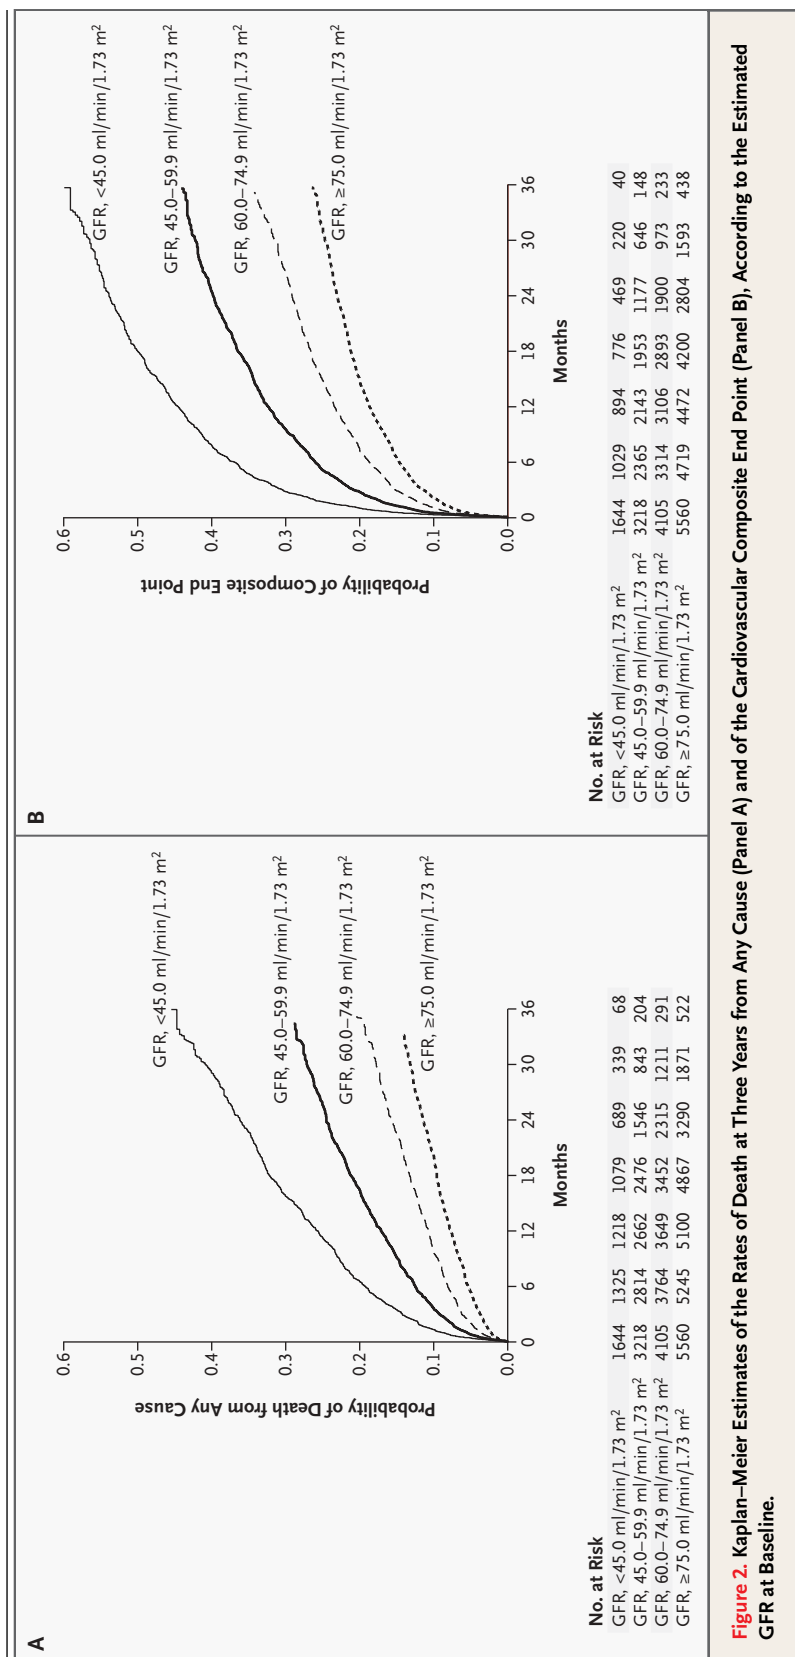 A
Probability of Death from Any Cause
0.6
0.5
0.4
0.3
0.2
0.1
0.0
0 6 12 18 24 30 36
Months
GFR, <45.0 ml/min/1.73 m²
GFR, 45.0–59.9 ml/min/1.73 m²
GFR, 60.0–74.9 ml/min/1.73 m²
GFR, ≥75.0 ml/min/1.73 m²
No. at Risk
GFR, <45.0 ml/min/1.73 m² 1644 1325 1218 1079 689 339 68
GFR, 45.0–59.9 ml/min/1.73 m² 3218 2814 2662 2476 1546 843 204
GFR, 60.0–74.9 ml/min/1.73 m² 4105 3764 3649 3452 2315 1211 291
GFR, ≥75.0 ml/min/1.73 m² 5560 5245 5100 4867 3290 1871 522
B
Probability of Composite End Point
0.6
0.5
0.4
0.3
0.2
0.1
0.0
0 6 12 18 24 30 36
Months
GFR, <45.0 ml/min/1.73 m²
GFR, 45.0–59.9 ml/min/1.73 m²
GFR, 60.0–74.9 ml/min/1.73 m²
GFR, ≥75.0 ml/min/1.73 m²
No. at Risk
GFR, <45.0 ml/min/1.73 m² 1644 1029 894 776 469 220 40
GFR, 45.0–59.9 ml/min/1.73 m² 3218 2365 2143 1953 1177 646 148
GFR, 60.0–74.9 ml/min/1.73 m² 4105 3314 3106 2893 1900 973 233
GFR, ≥75.0 ml/min/1.73 m² 5560 4719 4472 4200 2804 1593 438
Figure 2. Kaplan–Meier Estimates of the Rates of Death at Three Years from Any Cause (Panel A) and of the Cardiovascular Composite End Point (Panel B), According to the Estimated
GFR at Baseline.